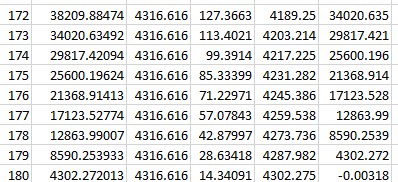 172 38209.88474 4316.616 127.3663 4189.25 34020.635
173 34020.63492 4316.616 113.4021 4203.214 29817.421
174 29817.42094 4316.616 99.3914 4217.225 25600.196
175 25600.19624 4316.616 85.33399 4231.282 21368.914
176 21368.91413 4316.616 71.22971 4245.386 17123.528
177 17123.52774 4316.616 57.07843 4259.538 12863.99
178 12863.99007 4316.616 42.87997 4273.736 8590.2539
179 8590.253933 4316.616 28.63418 4287.982 4302.272
180 4302.272013 4316.616 14.34091 4302.275 -0.00318